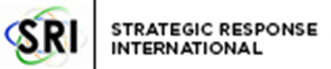 SRI
STRATEGIC RESPONSE
INTERNATIONAL